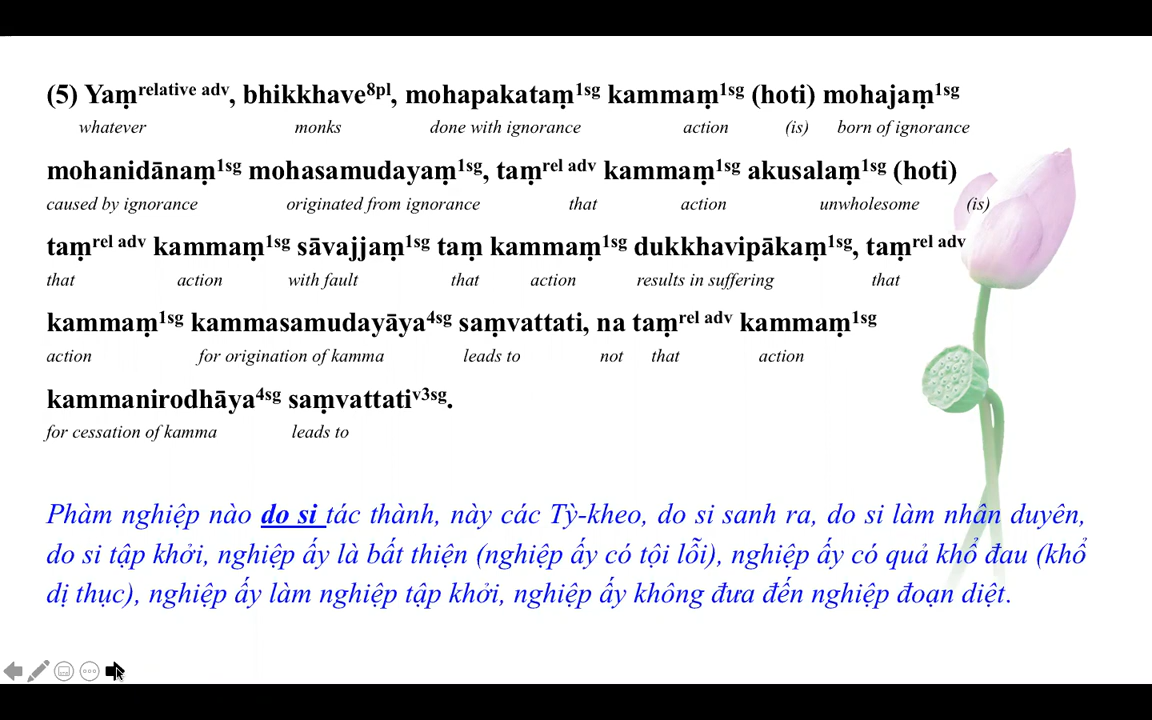 (5) Yaṃrelative adv, bhikkhave8pl, mohapakataṃ1sg kammaṃ1sg (hoti) mohajaṃ1sg
whatever monks done with ignorance action (is) born of ignorance
mohanidānaṃ1sg mohasamudayaṃ1sg, taṃrel adv kammaṃ1sg akusalaṃ1sg (hoti)
caused by ignorance originated from ignorance that action unwholesome (is)
taṃrel adv kammaṃ1sg sāvajjaṃ1sg taṃ kammaṃ1sg dukkhavipākaṃ1sg, taṃrel adv
that action with fault that action results in suffering that
kammaṃ1sg kammasamudayāya4sg saṃvattati, na taṃrel adv kammaṃ1sg
action for origination of kamma leads to not that action
kammanirodhāya4sg saṃvattativ3sg.
for cessation of kamma leads to
Phàm nghiệp nào do si tác thành, này các Tỳ-kheo, do si sanh ra, do si làm nhân duyên,
do si tập khởi, nghiệp ấy là bất thiện (nghiệp ấy có tội lỗi), nghiệp ấy có quả khổ đau (khổ
dị thục), nghiệp ấy làm nghiệp tập khởi, nghiệp ấy không đưa đến nghiệp đoạn diệt.